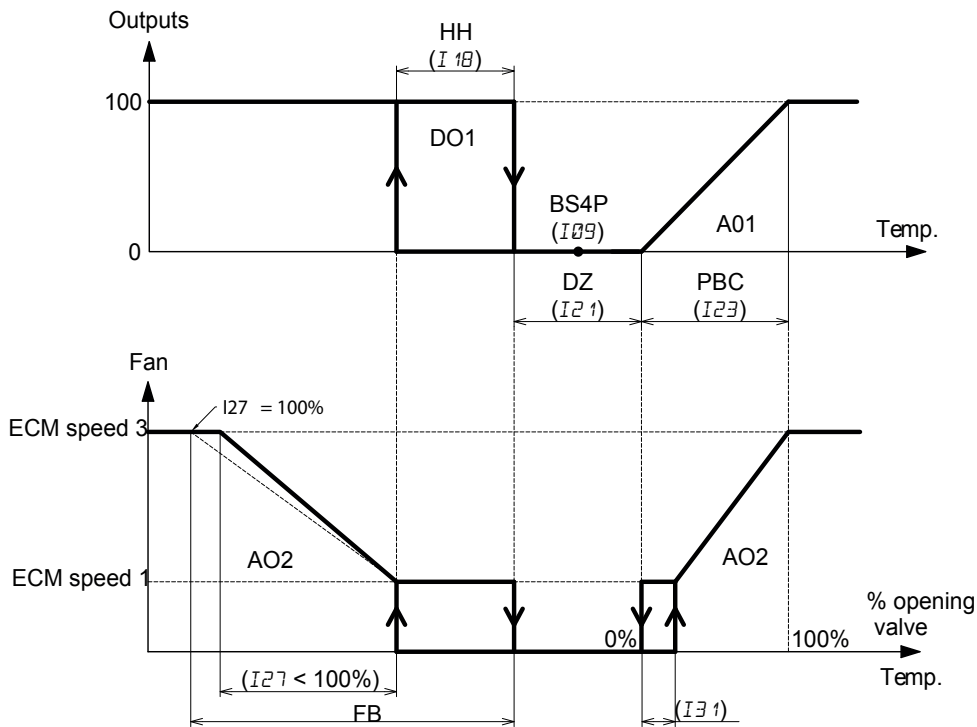 Outputs
HH
(I18)
100
DO1
BS4P
(I09)
A01
Temp.
0
DZ
(I21)
PBC
(I23)
Fan
I27 = 100%
ECM speed 3
AO2
AO2
ECM speed 1
% opening
valve
0%
100%
Temp.
(I27 < 100%)
(I31)
FB